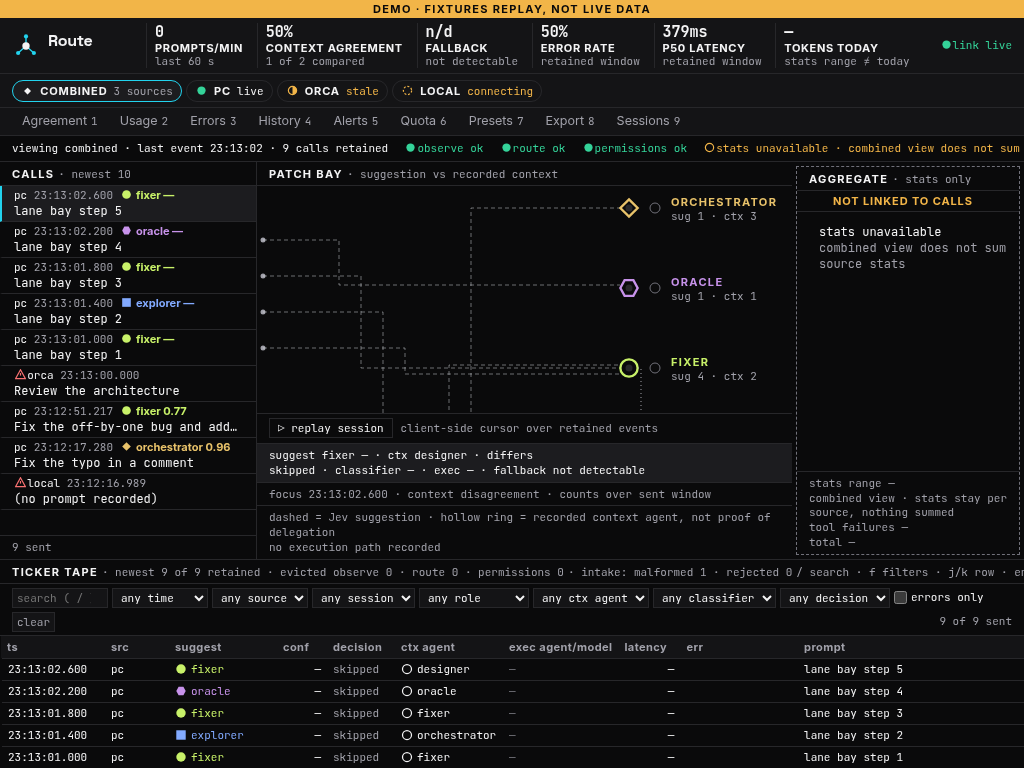 DEMO · FIXTURES REPLAY, NOT LIVE DATA
Route
0
PROMPTS/MIN
last 60 s
50%
CONTEXT AGREEMENT
1 of 2 compared
n/d
FALLBACK
not detectable
50%
ERROR RATE
retained window
379ms
P50 LATENCY
retained window
—
TOKENS TODAY
stats range ≠ today
link live
COMBINED 3 sources
PC live
ORCA stale
LOCAL connecting
Agreement 1
Usage 2
Errors 3
History 4
Alerts 5
Quota 6
Presets 7
Export 8
Sessions 9
viewing combined · last event 23:13:02 · 9 calls retained
observe ok
route ok
permissions ok
stats unavailable · combined view does not sum
CALLS · newest 10
pc 23:13:02.600 fixer —
lane bay step 5
pc 23:13:02.200 oracle —
lane bay step 4
pc 23:13:01.800 fixer —
lane bay step 3
pc 23:13:01.400 explorer —
lane bay step 2
pc 23:13:01.000 fixer —
lane bay step 1
orca 23:13:00.000
Review the architecture
pc 23:12:51.217 fixer 0.77
Fix the off-by-one bug and add…
pc 23:12:17.280 orchestrator 0.96
Fix the typo in a comment
local 23:12:16.989
(no prompt recorded)
9 sent
PATCH BAY · suggestion vs recorded context
ORCHESTRATOR
sug 1 · ctx 3
ORACLE
sug 1 · ctx 1
FIXER
sug 4 · ctx 2
▷ replay session
client-side cursor over retained events
suggest fixer — · ctx designer · differs
skipped · classifier — · exec — · fallback not detectable
focus 23:13:02.600 · context disagreement · counts over sent window
dashed = Jev suggestion · hollow ring = recorded context agent, not proof of
delegation
no execution path recorded
AGGREGATE · stats only
NOT LINKED TO CALLS
stats unavailable
combined view does not sum
source stats
stats range —
combined view · stats stay per
source, nothing summed
tool failures —
total —
TICKER TAPE · newest 9 of 9 retained · evicted observe 0 · route 0 · permissions 0 · intake: malformed 1 · rejected 0 / search · f filters · j/k row ·
search ( /
any time
any source
any session
any role
any ctx agent
any classifier
any decision
errors only
clear
9 of 9 sent
ts src suggest conf decision ctx agent exec agent/model latency err prompt
23:13:02.600 pc fixer — skipped designer — — lane bay step 5
23:13:02.200 pc oracle — skipped oracle — — lane bay step 4
23:13:01.800 pc fixer — skipped fixer — — lane bay step 3
23:13:01.400 pc explorer — skipped orchestrator — — lane bay step 2
23:13:01.000 pc fixer — skipped fixer — — lane bay step 1